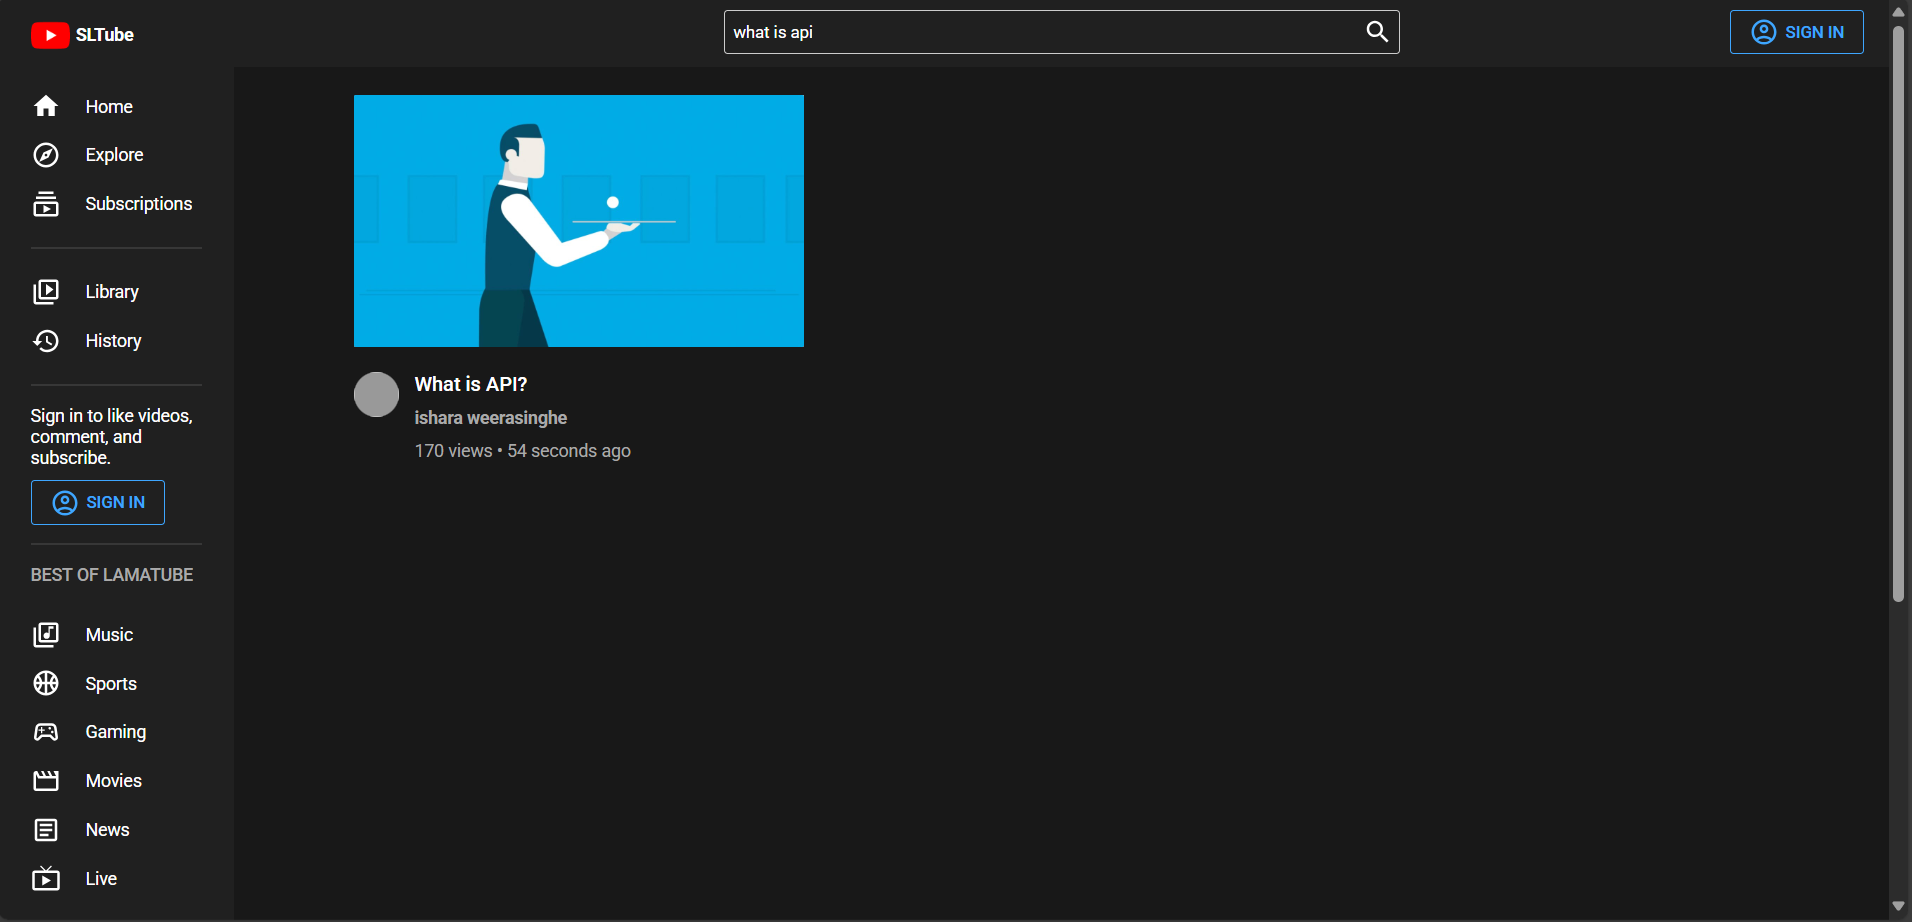 SLTube
what is api
SIGN IN
Home
Explore
Subscriptions
Library
History
Sign in to like videos,
comment, and
subscribe.
SIGN IN
BEST OF LAMATUBE
Music
Sports
Gaming
Movies
News
Live
What is API?
ishara weerasinghe
170 views • 54 seconds ago